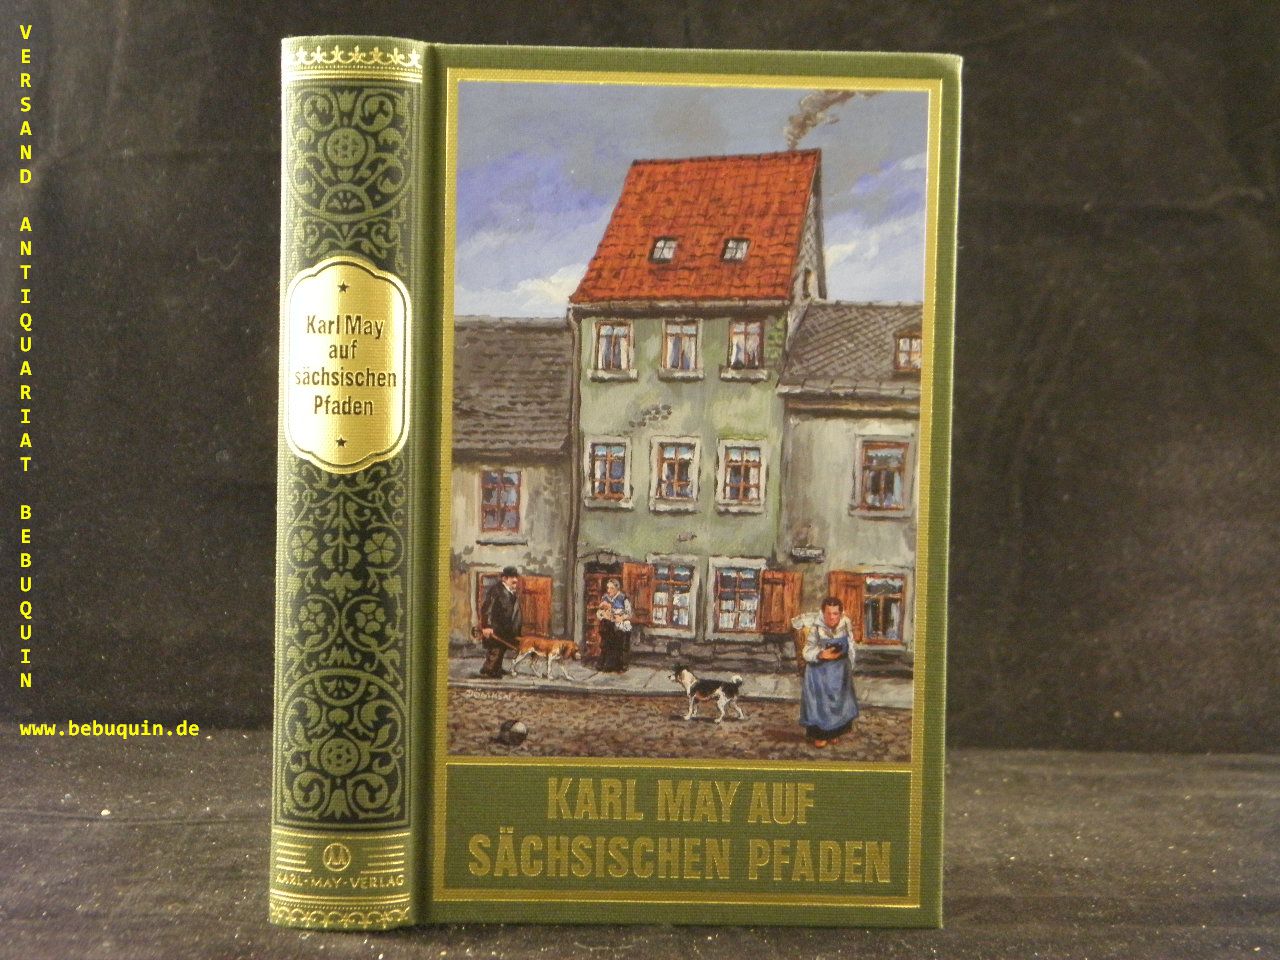 VERSAND ANTIQUARIAT BEBUQUIN
www.bebuquin.de
Karl May
auf
sächsischen
Pfaden
KARL-MAY-VERLAG
KARL MAY AUF
SÄCHSISCHEN PFADEN